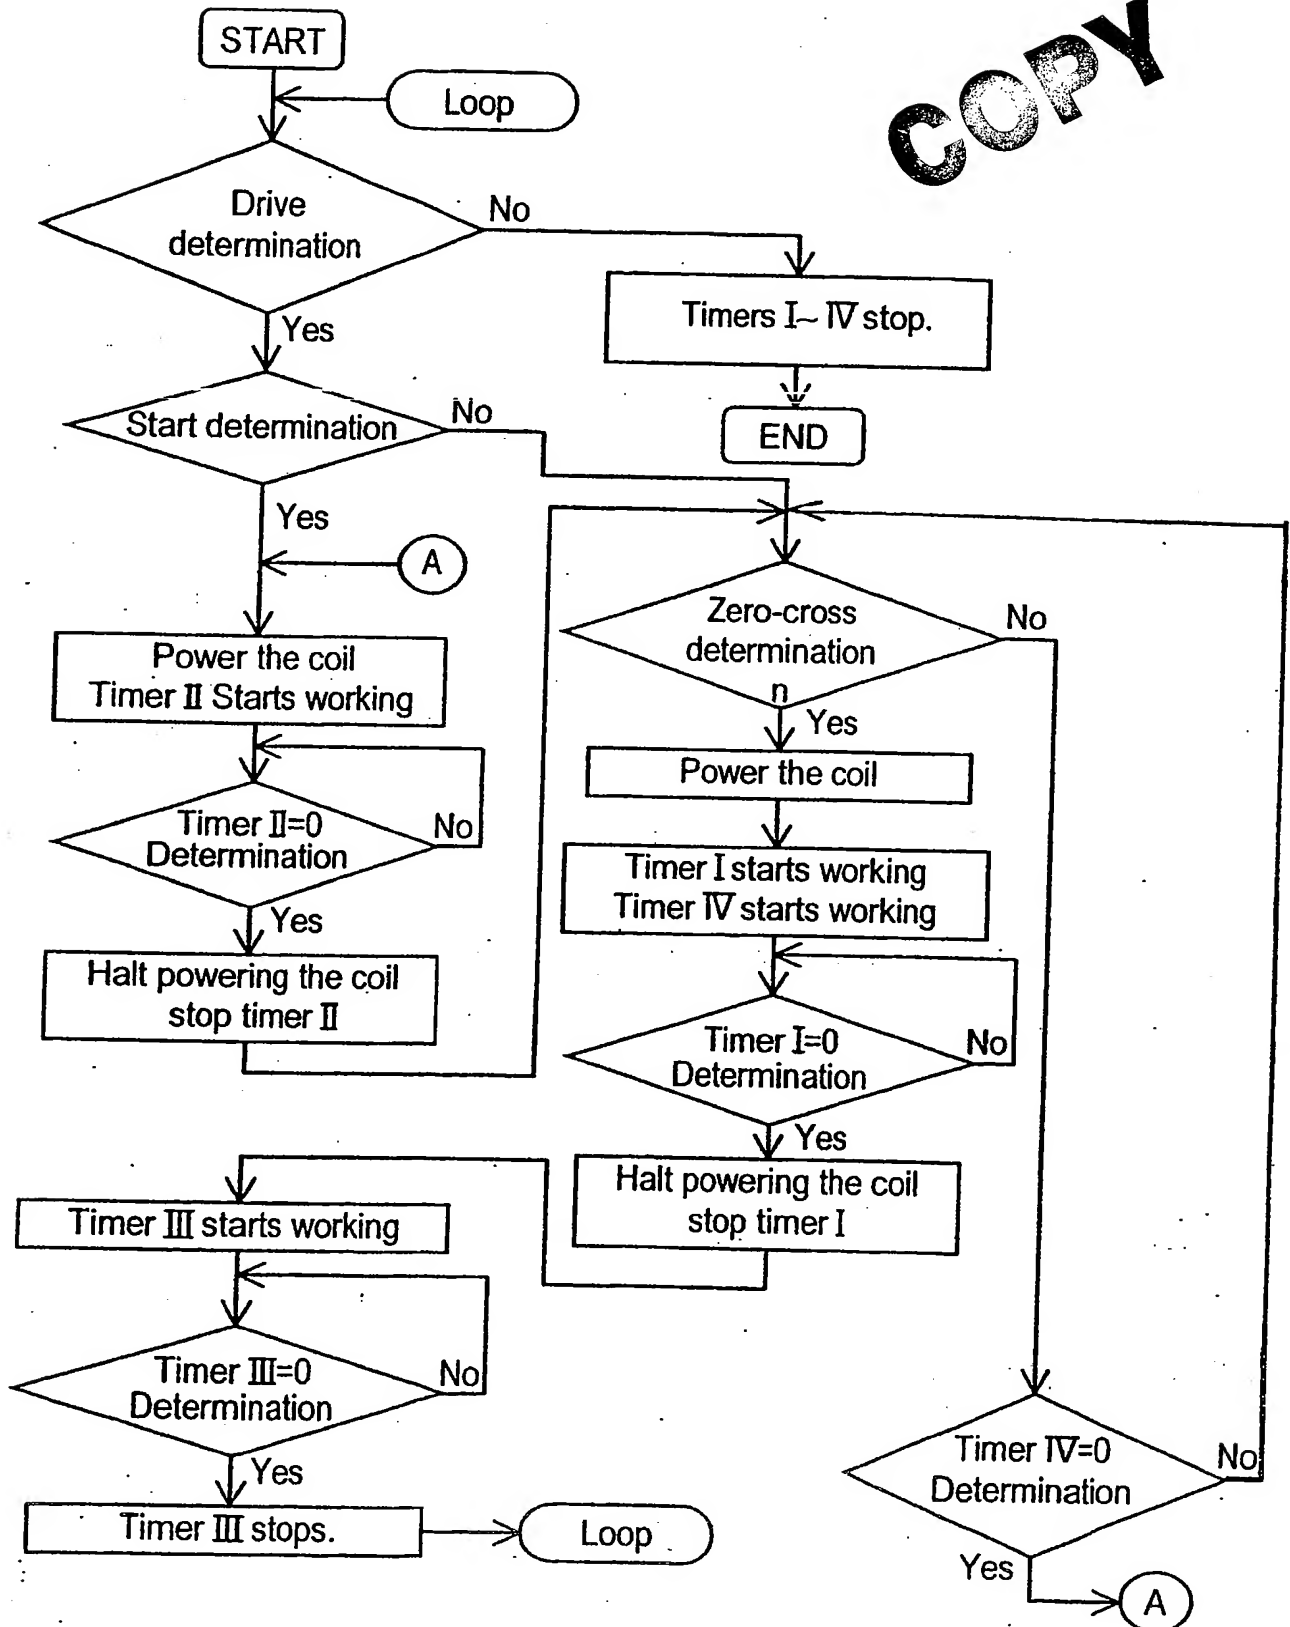 COPY
START
Loop
Drive
determination
No
Yes
Timers I~ IV stop.
END
Start determination
No
Yes
A
Power the coil
Timer II Starts working
Timer II=0
Determination
No
Yes
Halt powering the coil
stop timer II
Zero-cross
determination
n
No
Yes
Power the coil
Timer I starts working
Timer IV starts working
Timer I=0
Determination
No
Yes
Halt powering the coil
stop timer I
Timer III starts working
Timer III=0
Determination
No
Yes
Timer III stops.
Loop
Timer IV=0
Determination
No
Yes
A